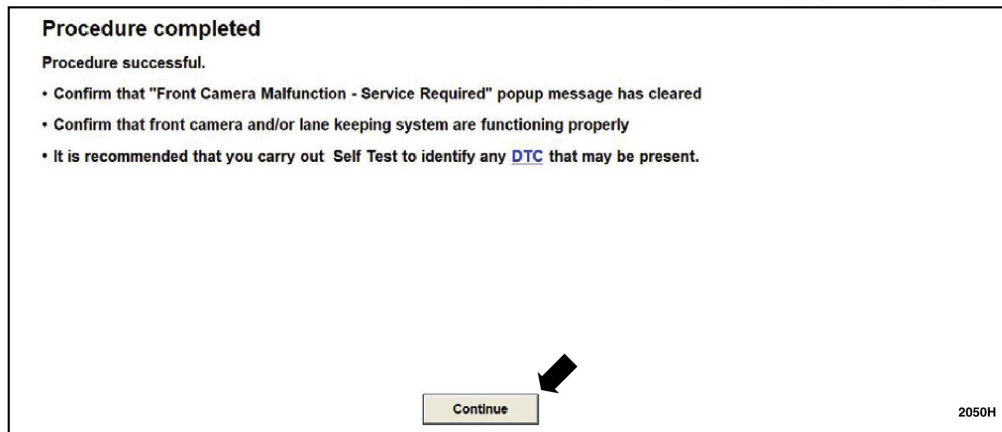 Procedure completed
Procedure successful.
• Confirm that "Front Camera Malfunction - Service Required" popup message has cleared
• Confirm that front camera and/or lane keeping system are functioning properly
• It is recommended that you carry out Self Test to identify any DTC that may be present.
Continue
2050H